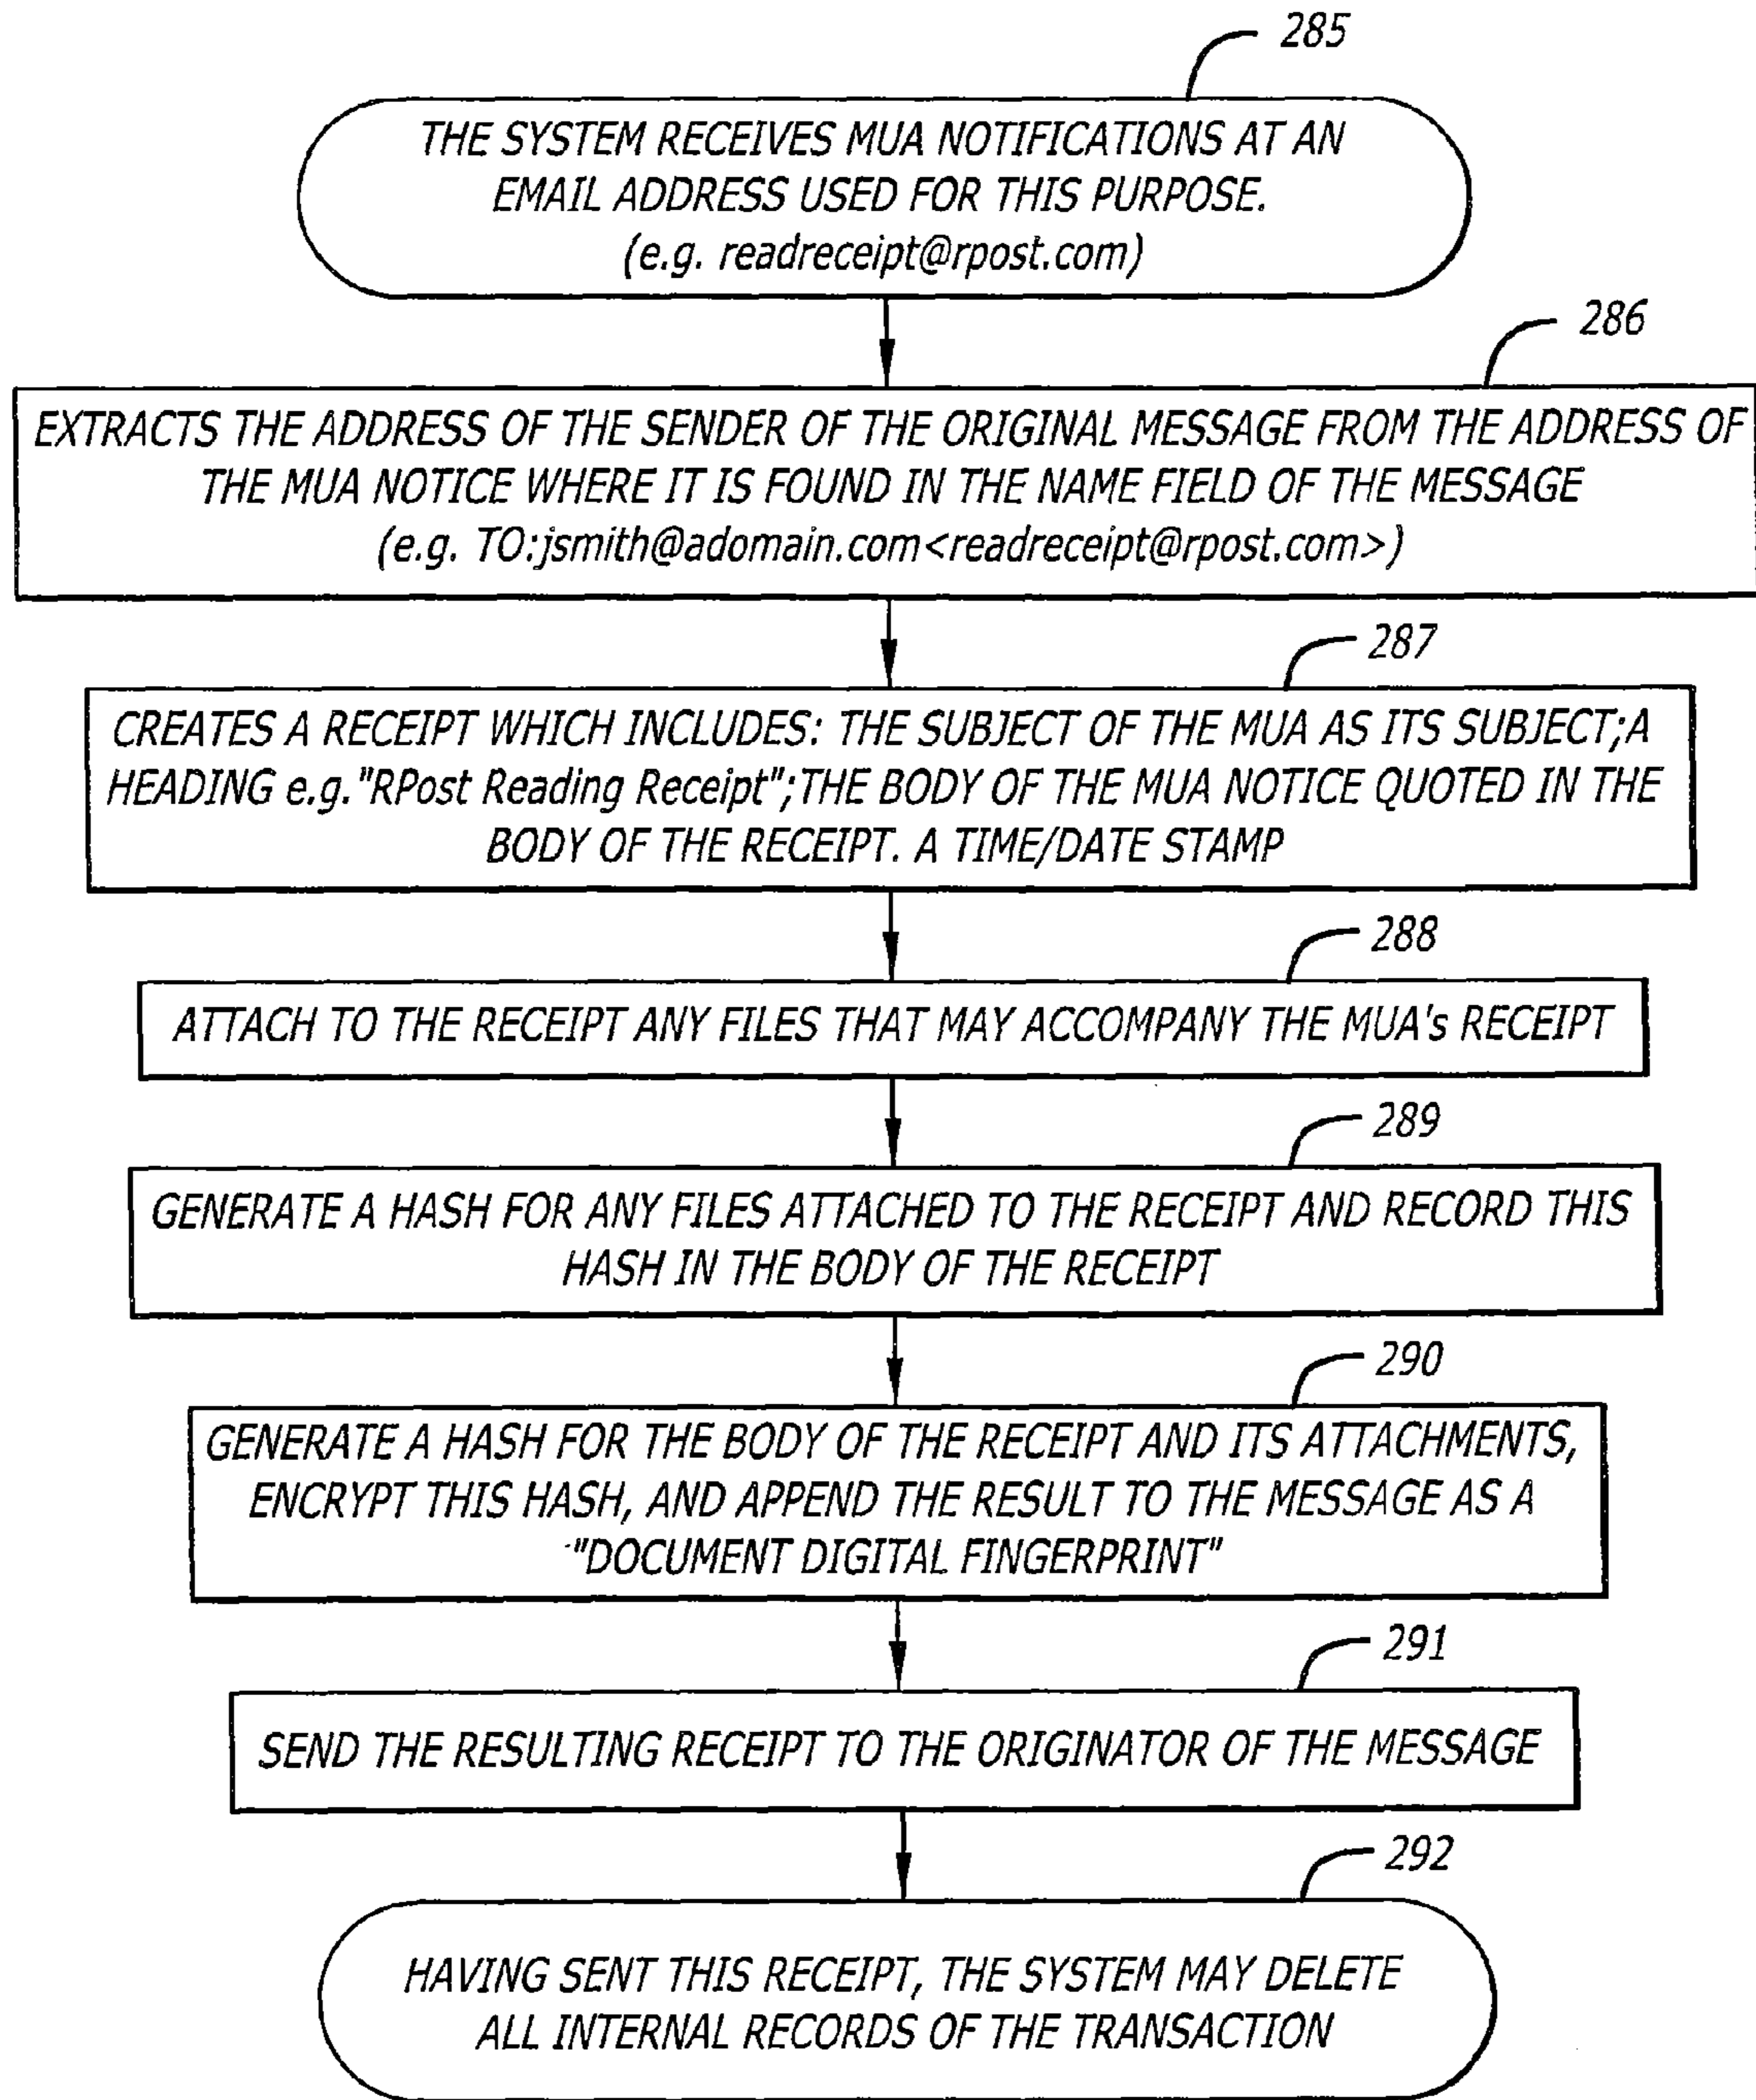 285
THE SYSTEM RECEIVES MUA NOTIFICATIONS AT AN
EMAIL ADDRESS USED FOR THIS PURPOSE.
(e.g. readreceipt@rpost.com)
286
EXTRACTS THE ADDRESS OF THE SENDER OF THE ORIGINAL MESSAGE FROM THE ADDRESS OF
THE MUA NOTICE WHERE IT IS FOUND IN THE NAME FIELD OF THE MESSAGE
(e.g. TO:jsmith@adomain.com<readreceipt@rpost.com>)
287
CREATES A RECEIPT WHICH INCLUDES: THE SUBJECT OF THE MUA AS ITS SUBJECT;A
HEADING e.g."RPost Reading Receipt";THE BODY OF THE MUA NOTICE QUOTED IN THE
BODY OF THE RECEIPT. A TIME/DATE STAMP
288
ATTACH TO THE RECEIPT ANY FILES THAT MAY ACCOMPANY THE MUA's RECEIPT
289
GENERATE A HASH FOR ANY FILES ATTACHED TO THE RECEIPT AND RECORD THIS
HASH IN THE BODY OF THE RECEIPT
290
GENERATE A HASH FOR THE BODY OF THE RECEIPT AND ITS ATTACHMENTS,
ENCRYPT THIS HASH, AND APPEND THE RESULT TO THE MESSAGE AS A
"DOCUMENT DIGITAL FINGERPRINT"
291
SEND THE RESULTING RECEIPT TO THE ORIGINATOR OF THE MESSAGE
292
HAVING SENT THIS RECEIPT, THE SYSTEM MAY DELETE
ALL INTERNAL RECORDS OF THE TRANSACTION